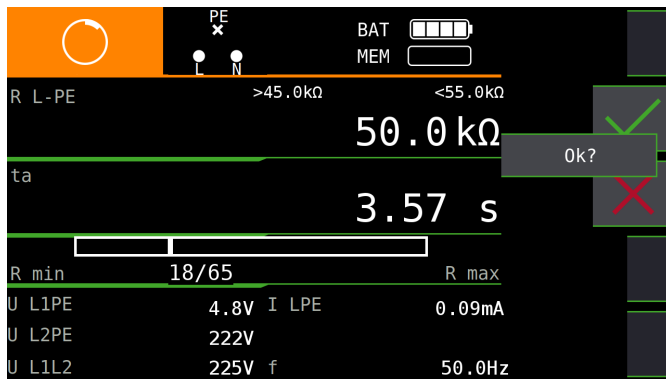 PE
BAT
L N
MEM
R L-PE >45.0kΩ <55.0kΩ
50.0 kΩ
Ok?
ta
3.57 s
R min 18/65 R max
U L1PE 4.8V I LPE 0.09mA
U L2PE 222V
U L1L2 225V f 50.0Hz